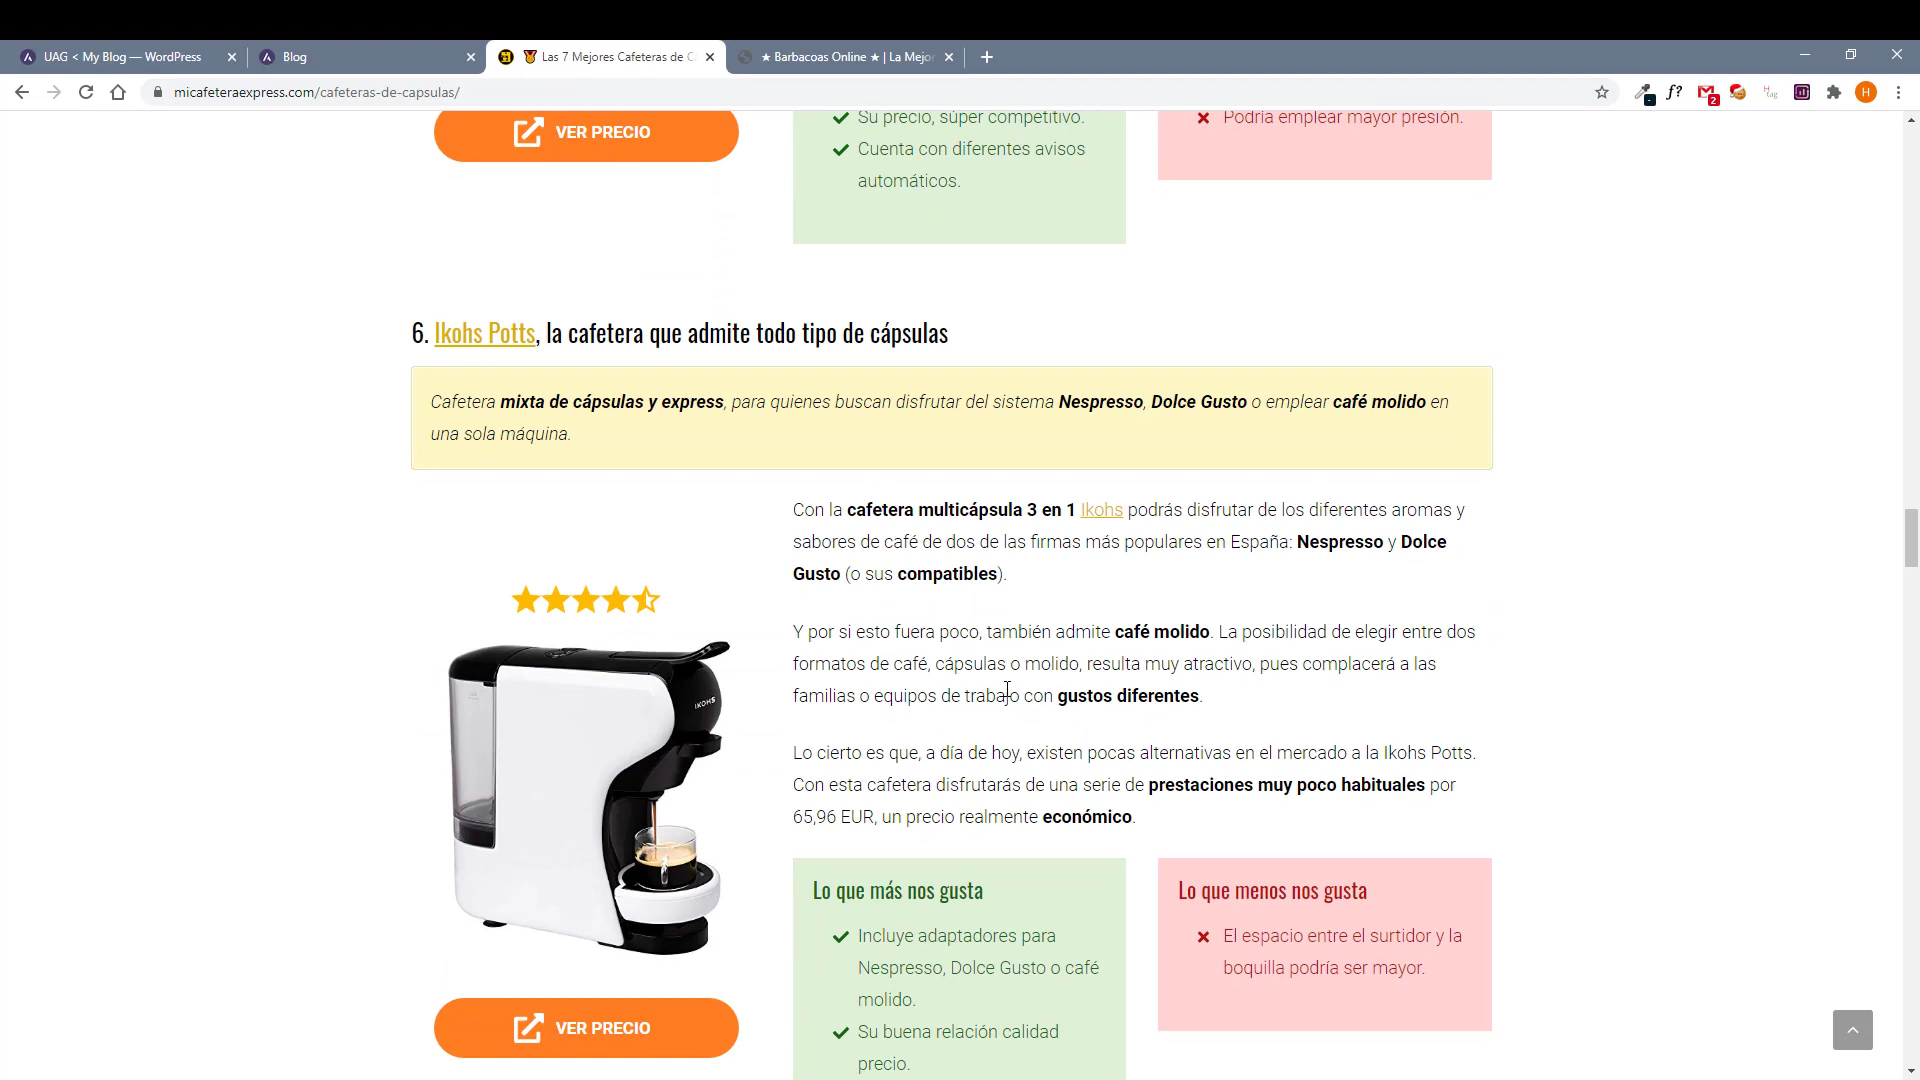 UAG < My Blog — WordPress
Blog
Las 7 Mejores Cafeteras de C
★ Barbacoas Online ★ | La Mejor
micafeteraexpress.com/cafeteras-de-capsulas/
f?
2
H
tag
H
VER PRECIO
Su precio, súper competitivo.
Cuenta con diferentes avisos
automáticos.
Podría emplear mayor presión.
6. Ikohs Potts, la cafetera que admite todo tipo de cápsulas
Cafetera mixta de cápsulas y express, para quienes buscan disfrutar del sistema Nespresso, Dolce Gusto o emplear café molido en
una sola máquina.
Con la cafetera multicápsula 3 en 1 Ikohs podrás disfrutar de los diferentes aromas y
sabores de café de dos de las firmas más populares en España: Nespresso y Dolce
Gusto (o sus compatibles).
Y por si esto fuera poco, también admite café molido. La posibilidad de elegir entre dos
formatos de café, cápsulas o molido, resulta muy atractivo, pues complacerá a las
familias o equipos de trabajo con gustos diferentes.
IKOHS
Lo cierto es que, a día de hoy, existen pocas alternativas en el mercado a la Ikohs Potts.
Con esta cafetera disfrutarás de una serie de prestaciones muy poco habituales por
65,96 EUR, un precio realmente económico.
VER PRECIO
Lo que más nos gusta
Incluye adaptadores para
Nespresso, Dolce Gusto o café
molido.
Su buena relación calidad
precio.
Lo que menos nos gusta
El espacio entre el surtidor y la
boquilla podría ser mayor.